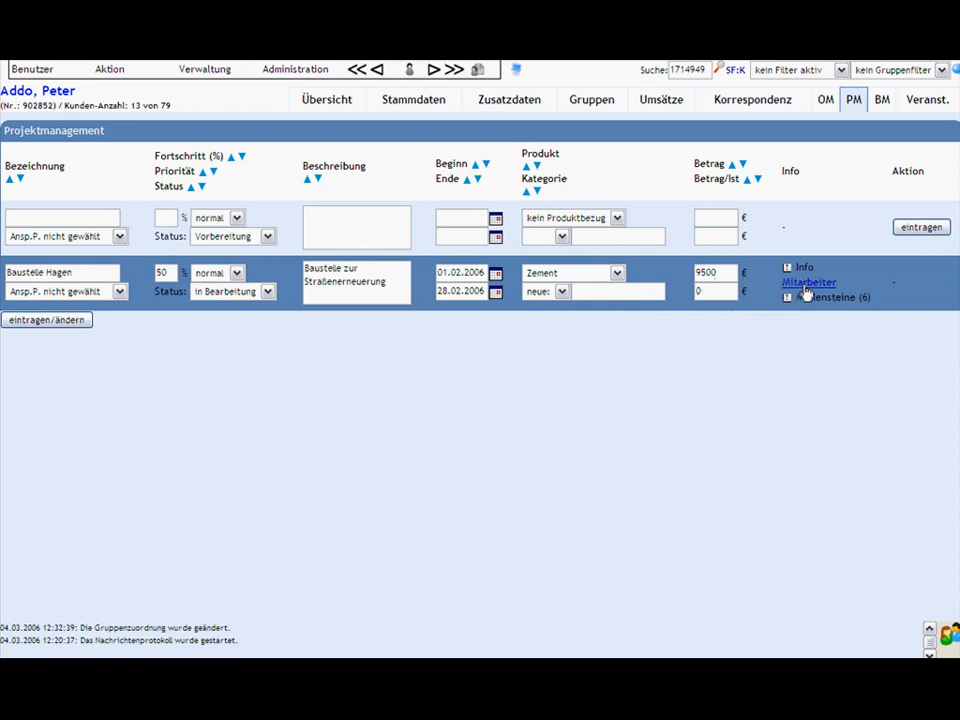 Benutzer Aktion Verwaltung Administration Suche: 1714949 SF:K kein Filter aktiv kein Gruppenfilter
Addo, Peter
(Nr.: 902852) / Kunden-Anzahl: 13 von 79
Übersicht Stammdaten Zusatzdaten Gruppen Umsätze Korrespondenz OM PM BM Veranst.
Projektmanagement
Bezeichnung
Fortschritt (%)
Priorität
Status
Beschreibung
Beginn
Ende
Produkt
Kategorie
Betrag
Betrag/Ist
Info
Aktion
% normal kein Produktbezug € - eintragen
Ansp.P. nicht gewählt Status: Vorbereitung €
Baustelle Hagen 50 % normal Baustelle zur 01.02.2006 Zement 9500 € Info
Straßenerneuerung
Ansp.P. nicht gewählt Status: in Bearbeitung 28.02.2006 neue: 0 € Mitarbeiter -
(6)
eintragen/ändern
04.03.2006 12:32:39: Die Gruppenzuordnung wurde geändert.
04.03.2006 12:20:37: Das Nachrichtenprotokoll wurde gestartet.